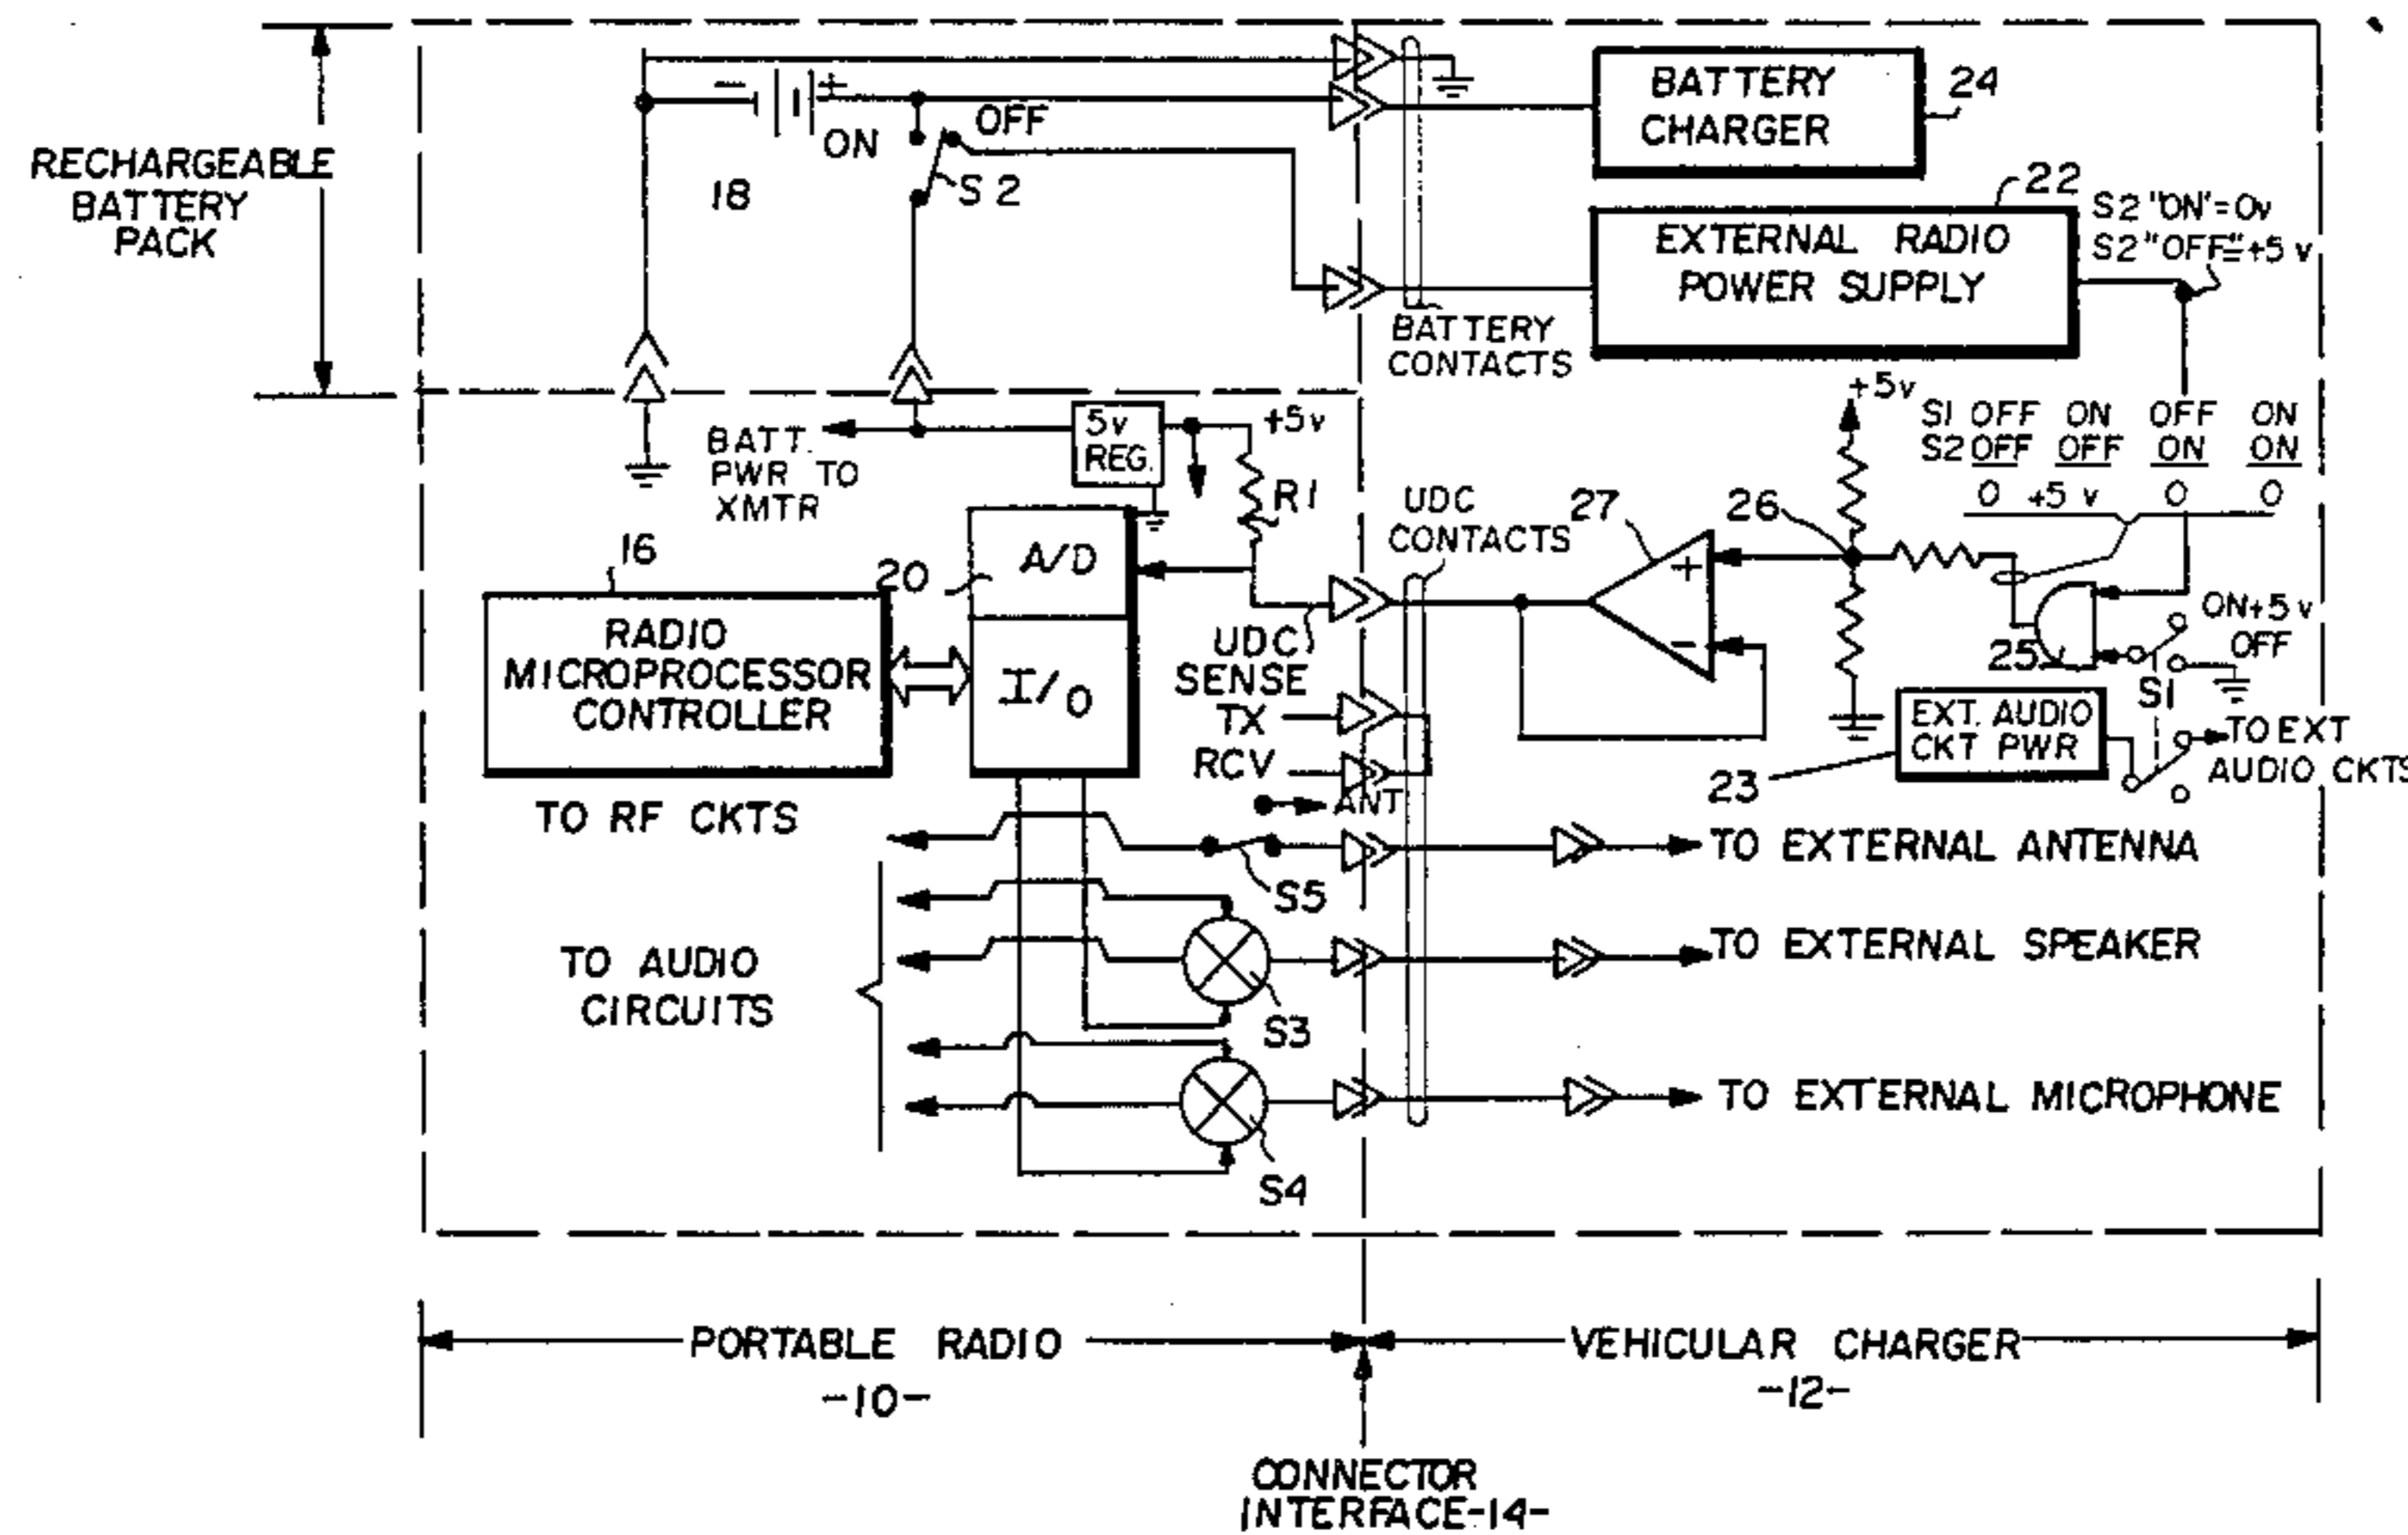 RECHARGEABLE
BATTERY
PACK
- +
ON
OFF
18
S2
BATTERY
CHARGER
24
22
EXTERNAL RADIO
POWER SUPPLY
S2 "ON"=0v
S2 "OFF"=+5v
BATTERY
CONTACTS
BATT.
PWR TO
XMTR
5v
REG.
+5v
R1
+5v
S1 OFF ON OFF ON
S2 OFF OFF ON ON
0 +5 v 0 0
16
20
A/D
I/O
RADIO
MICROPROCESSOR
CONTROLLER
UDC
CONTACTS
27
26
+
-
UDC
SENSE
TX
RCV
ANT
25
ON+5v
OFF
S1
EXT. AUDIO
CKT PWR
23
TO EXT
AUDIO CKTS
TO RF CKTS
S5
TO EXTERNAL ANTENNA
TO AUDIO
CIRCUITS
S3
TO EXTERNAL SPEAKER
S4
TO EXTERNAL MICROPHONE
PORTABLE RADIO
-10-
VEHICULAR CHARGER
-12-
CONNECTOR
INTERFACE-14-